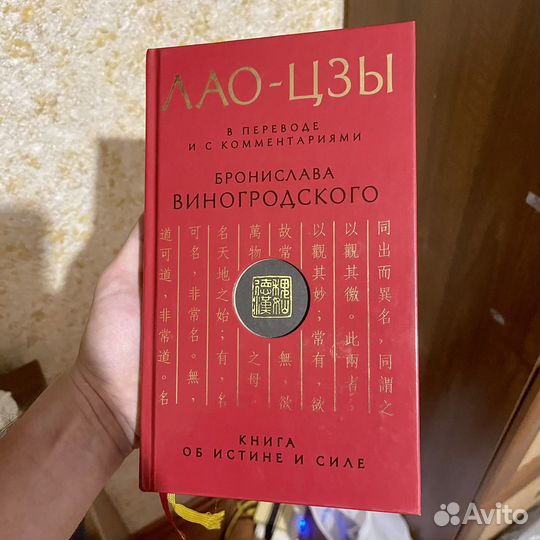 ЛАО-ЦЗЫ
В ПЕРЕВОДЕ
И С КОММЕНТАРИЯМИ
БРОНИСЛАВА
ВИНОГРОДСКОГО
道可道，非常道。名
可名，非常名。無，
名天地之始；有，名
萬物之母
故常無，欲
以觀其妙；常有，欲
以觀其微。此兩者，
同出而異名，同謂之
КНИГА
ОБ ИСТИНЕ И СИЛЕ
Avito